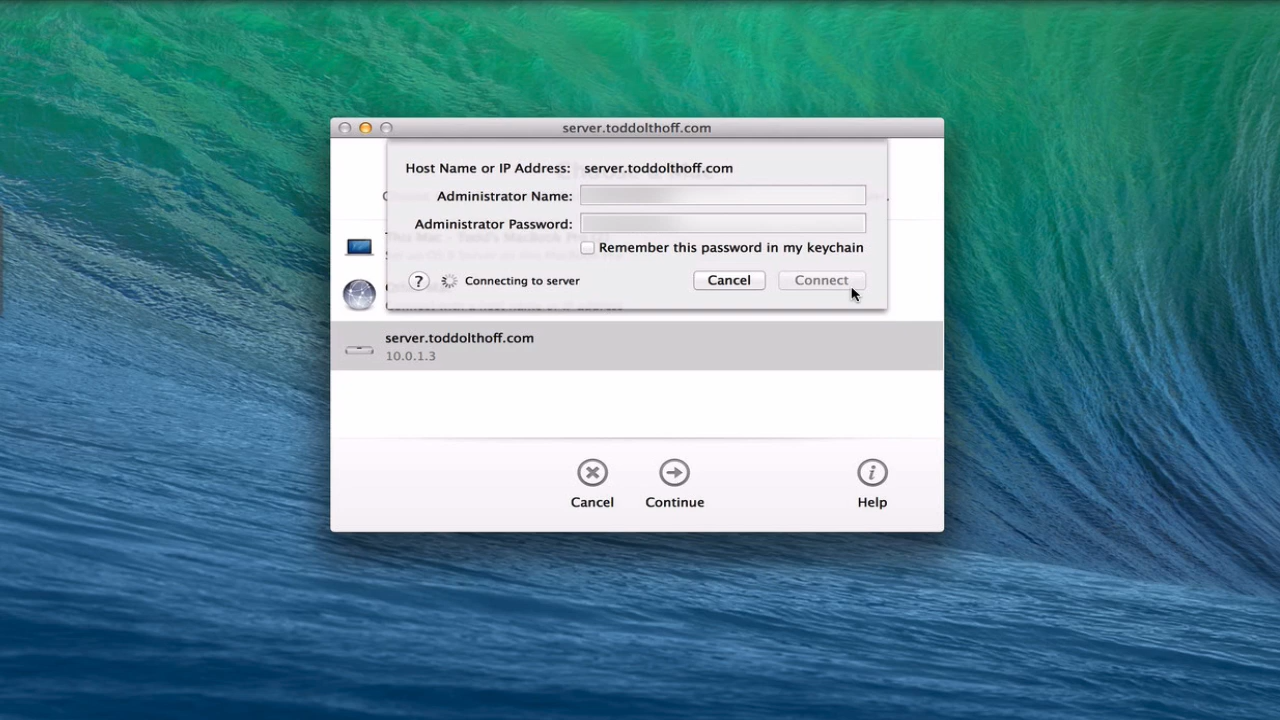 server.toddolthoff.com
Host Name or IP Address: server.toddolthoff.com
Administrator Name:
Administrator Password:
Remember this password in my keychain
? Connecting to server Cancel Connect
server.toddolthoff.com
10.0.1.3
Cancel Continue Help